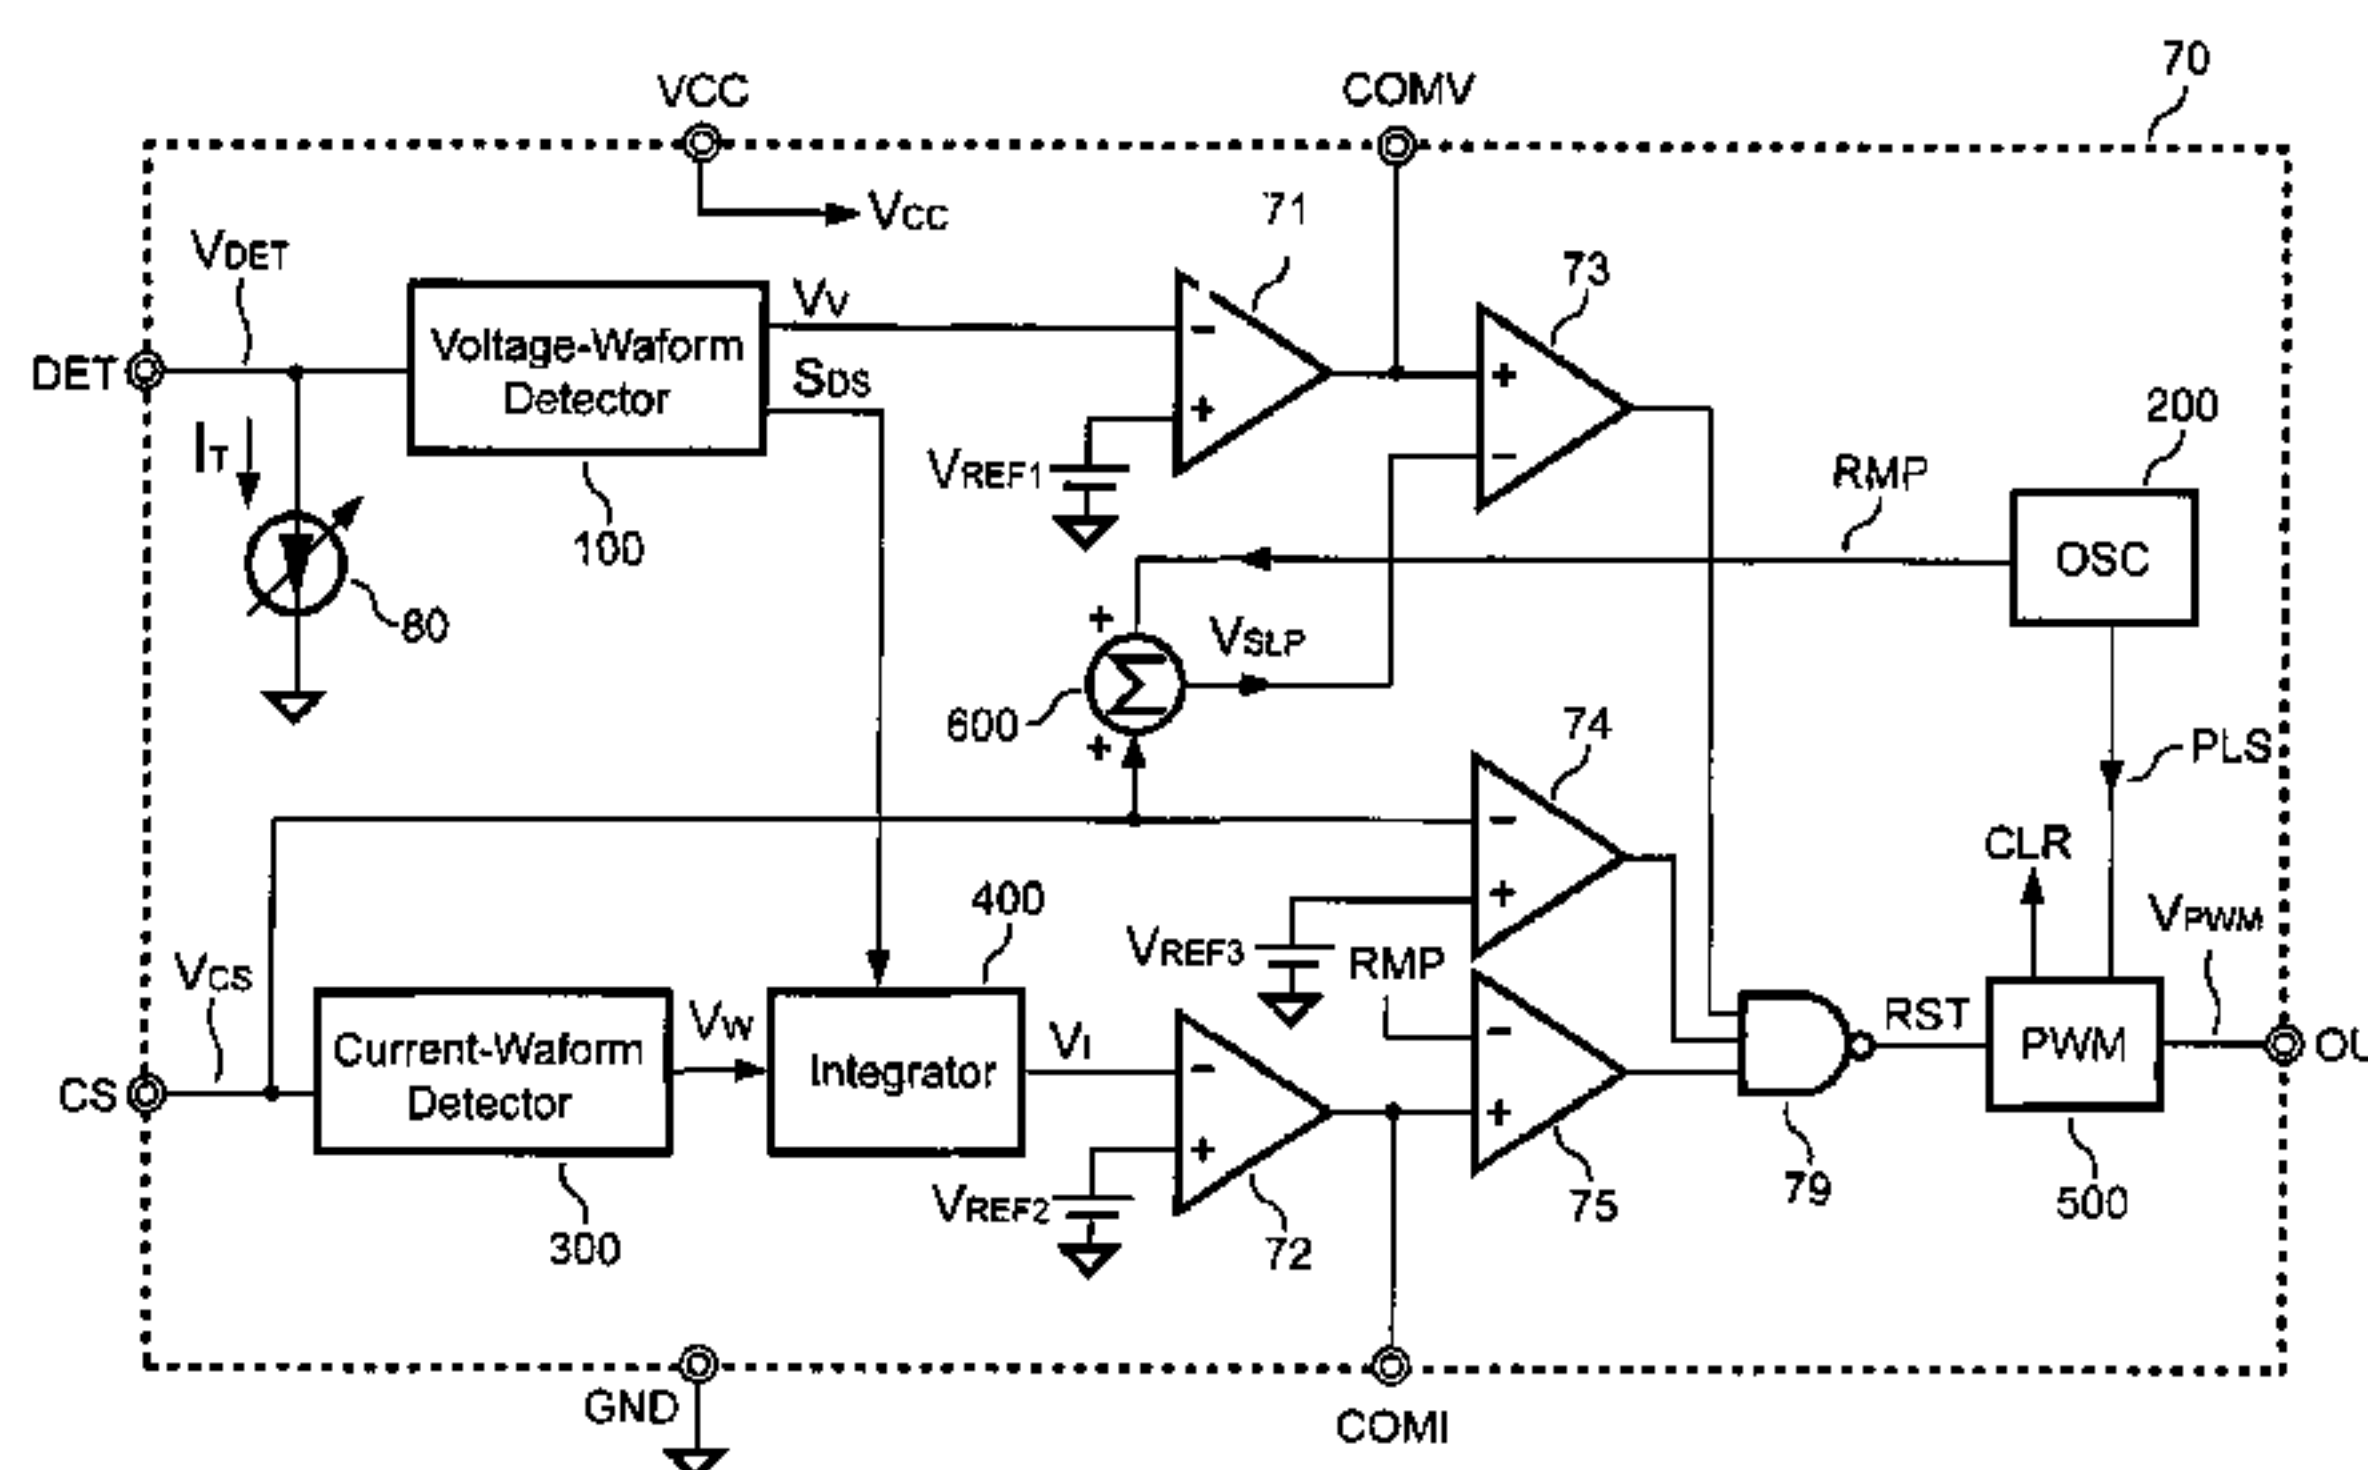 70
VCC
COMV
VCC
71
VDET
VV
73
Voltage-Waform
Detector
DET
SDS
200
IT
VREF1
RMP
100
OSC
80
VSLP
Σ
600
74
PLS
CLR
400
VPWM
VREF3
RMP
VCS
VW
RST
Current-Waform
Detector
Integrator
VI
PWM
OU
CS
79
VREF2
75
500
300
72
GND
COMI